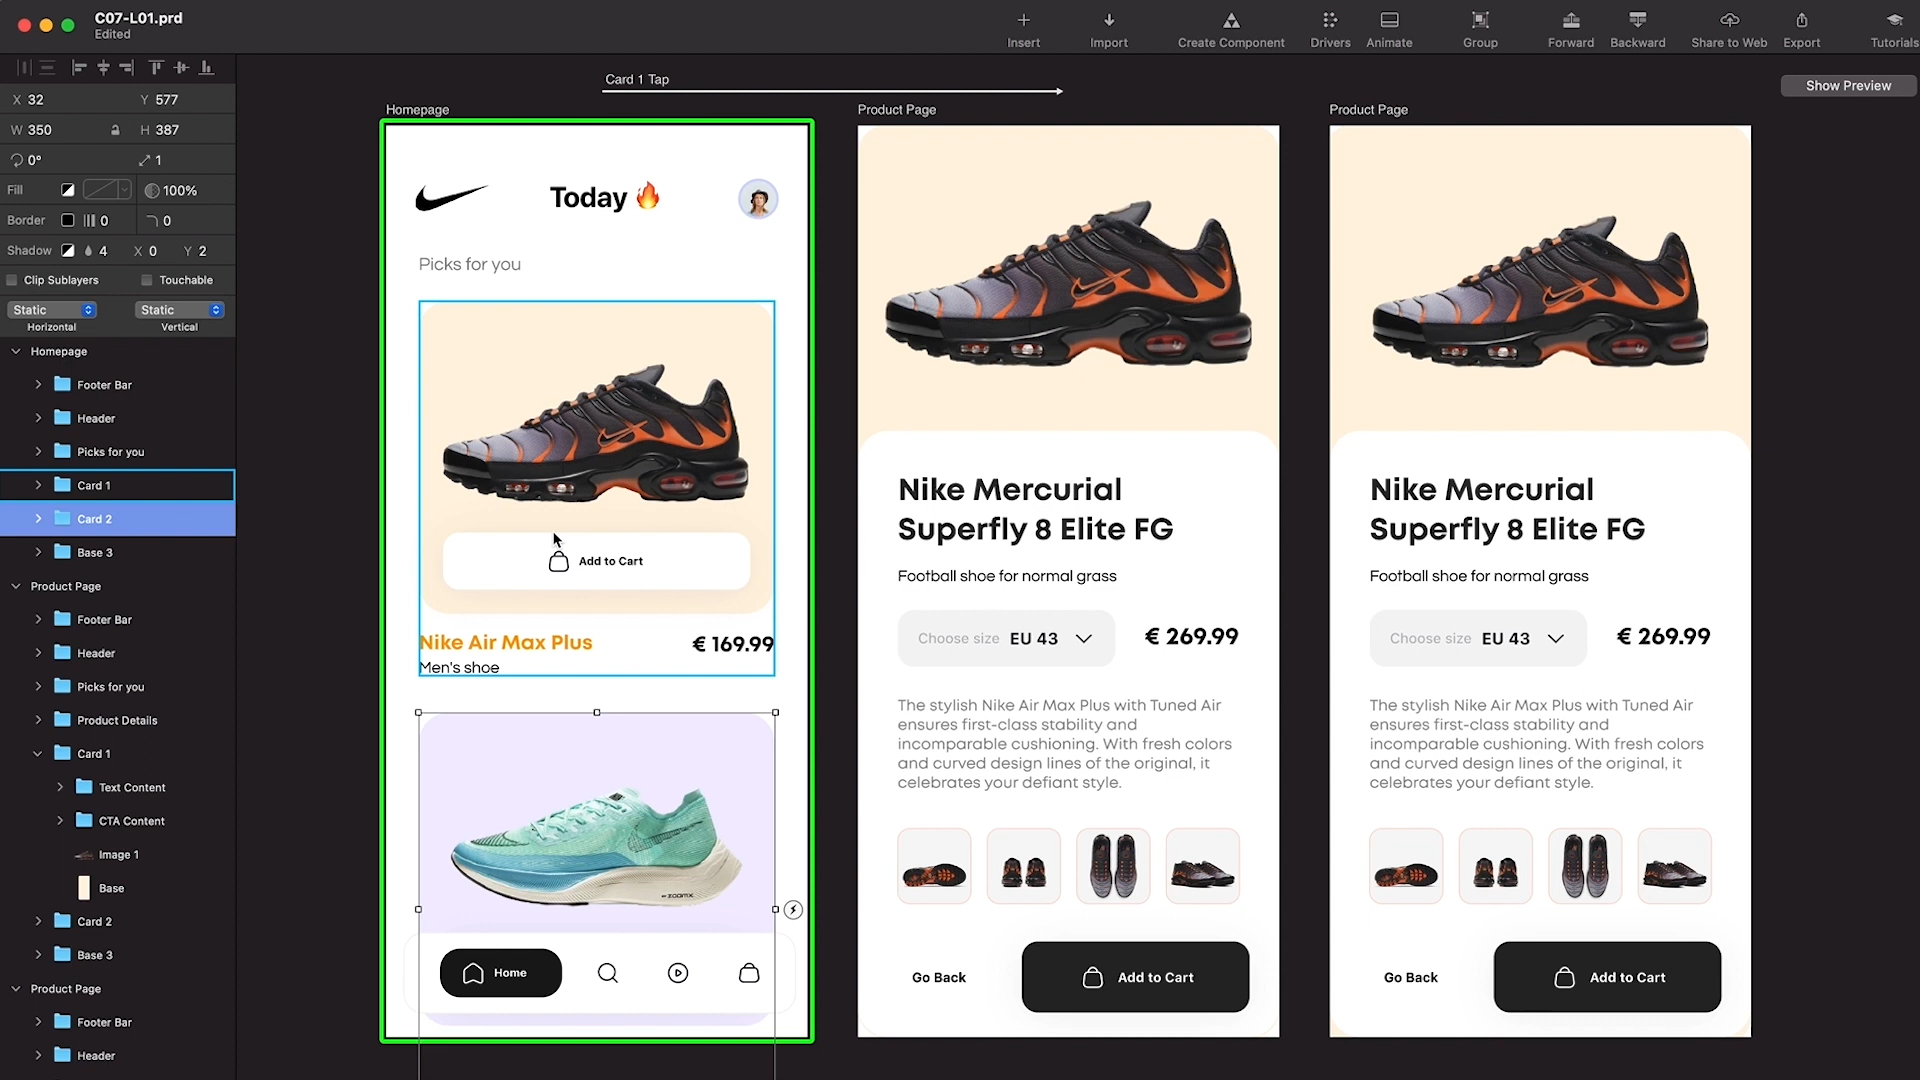 C07-L01.prd
Edited
Insert
Import
Create Component
Drivers
Animate
Group
Forward
Backward
Share to Web
Export
Tutorials
X 32
Y 577
W 350
H 387
0°
1
Fill
100%
Border
0
0
Shadow
4
X 0
Y 2
Clip Sublayers
Touchable
Static
Static
Horizontal
Vertical
Homepage
Footer Bar
Header
Picks for you
Card 1
Card 2
Base 3
Product Page
Footer Bar
Header
Picks for you
Product Details
Card 1
Text Content
CTA Content
Image 1
Base
Card 2
Base 3
Product Page
Footer Bar
Header
Card 1 Tap
Show Preview
Homepage
Today 🔥
Picks for you
Add to Cart
Nike Air Max Plus
€ 169.99
Men's shoe
ZOOMX
Home
Product Page
Nike Mercurial
Superfly 8 Elite FG
Football shoe for normal grass
Choose size EU 43
€ 269.99
The stylish Nike Air Max Plus with Tuned Air
ensures first-class stability and
incomparable cushioning. With fresh colors
and curved design lines of the original, it
celebrates your defiant style.
Go Back
Add to Cart
Product Page
Nike Mercurial
Superfly 8 Elite FG
Football shoe for normal grass
Choose size EU 43
€ 269.99
The stylish Nike Air Max Plus with Tuned Air
ensures first-class stability and
incomparable cushioning. With fresh colors
and curved design lines of the original, it
celebrates your defiant style.
Go Back
Add to Cart